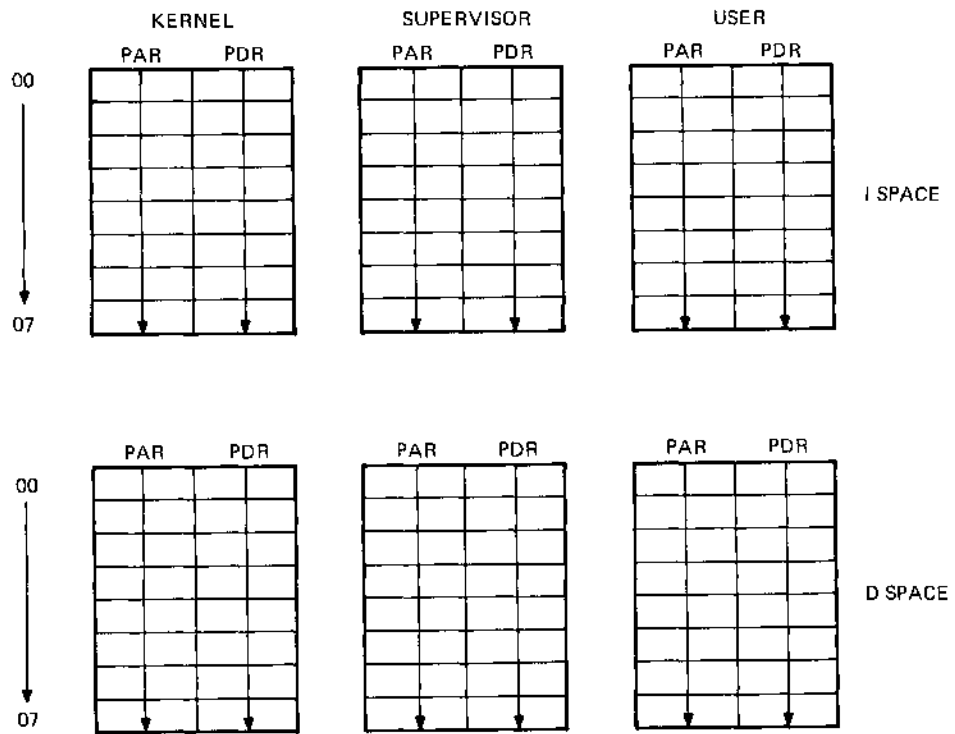 KERNEL SUPERVISOR USER
PAR PDR PAR PDR PAR PDR
00
I SPACE
07
PAR PDR PAR PDR PAR PDR
00
D SPACE
07